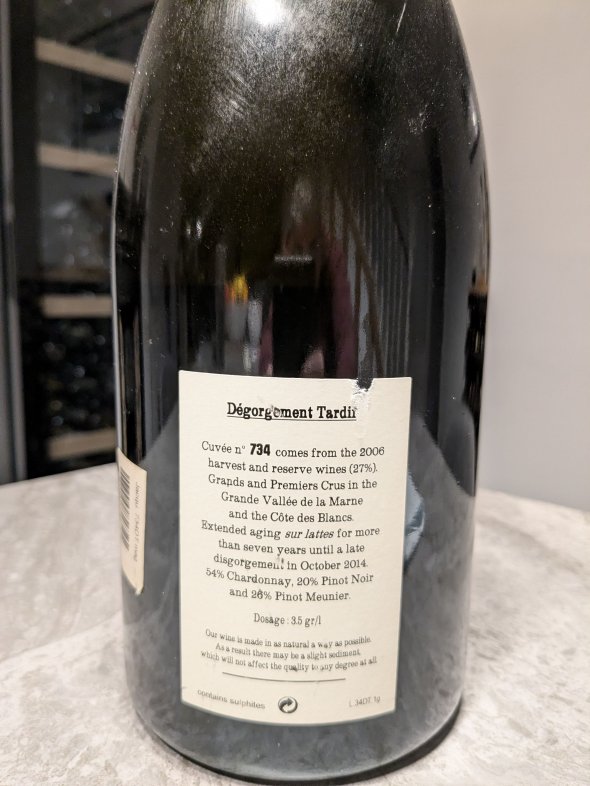 Dégorgement Tardif
Cuvée n° 734 comes from the 2006
harvest and reserve wines (27%).
Grands and Premiers Crus in the
Grande Vallée de la Marne
and the Côte des Blancs.
Extended aging sur lattes for more
than seven years until a late
disgorgement in October 2014.
54% Chardonnay, 20% Pinot Noir
and 26% Pinot Meunier.
Dosage : 3.5 gr/l
Our wine is made in as natural a way as possible.
As a result there may be a slight sediment,
which will not affect the quality to any degree at all.
contains sulphites
L.34DT.1g